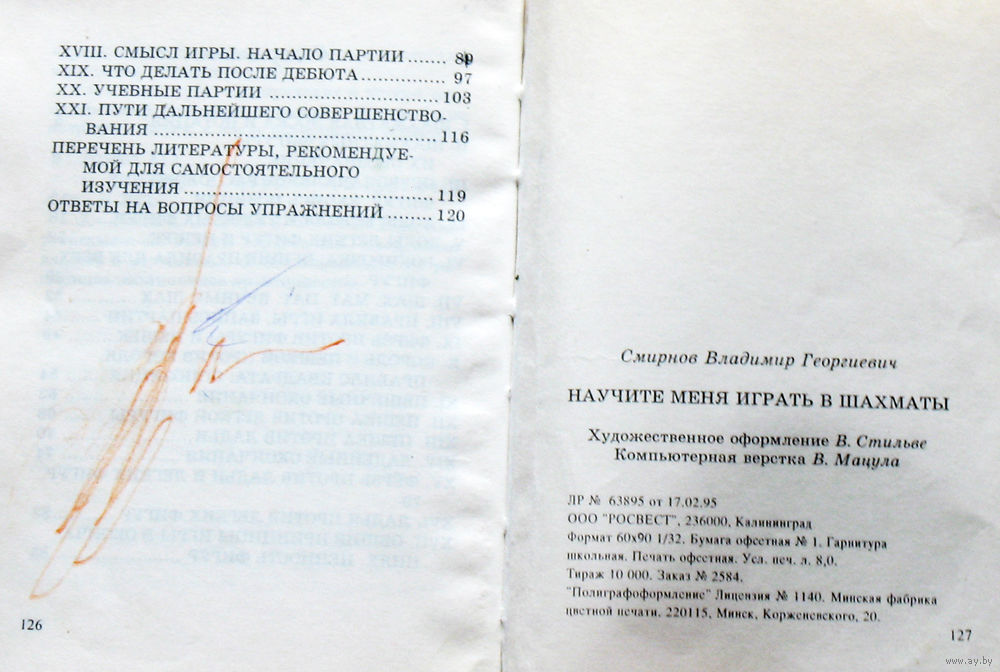 XVIII. СМЫСЛ ИГРЫ. НАЧАЛО ПАРТИИ ...... 89
XIX. ЧТО ДЕЛАТЬ ПОСЛЕ ДЕБЮТА ............ 97
XX. УЧЕБНЫЕ ПАРТИИ ........................ 103
XXI. ПУТИ ДАЛЬНЕЙШЕГО СОВЕРШЕНСТВО-
ВАНИЯ ........................................ 116
ПЕРЕЧЕНЬ ЛИТЕРАТУРЫ, РЕКОМЕНДУЕ-
МОЙ ДЛЯ САМОСТОЯТЕЛЬНОГО
ИЗУЧЕНИЯ .................................... 119
ОТВЕТЫ НА ВОПРОСЫ УПРАЖНЕНИЙ ........ 120
126
Смирнов Владимир Георгиевич
НАУЧИТЕ МЕНЯ ИГРАТЬ В ШАХМАТЫ
Художественное оформление В. Стильве
Компьютерная верстка В. Мацула
ЛР № 63895 от 17.02.95
ООО "РОСВЕСТ", 236000, Калининград
Формат 60х90 1/32. Бумага офестная № 1. Гарнитура
школьная. Печать офестная. Усл. печ. л. 8,0.
Тираж 10 000. Заказ № 2584.
"Полиграфоформление" Лицензия № 1140. Минская фабрика
цветной печати. 220115, Минск, Корженевского, 20.
127
www.ay.by